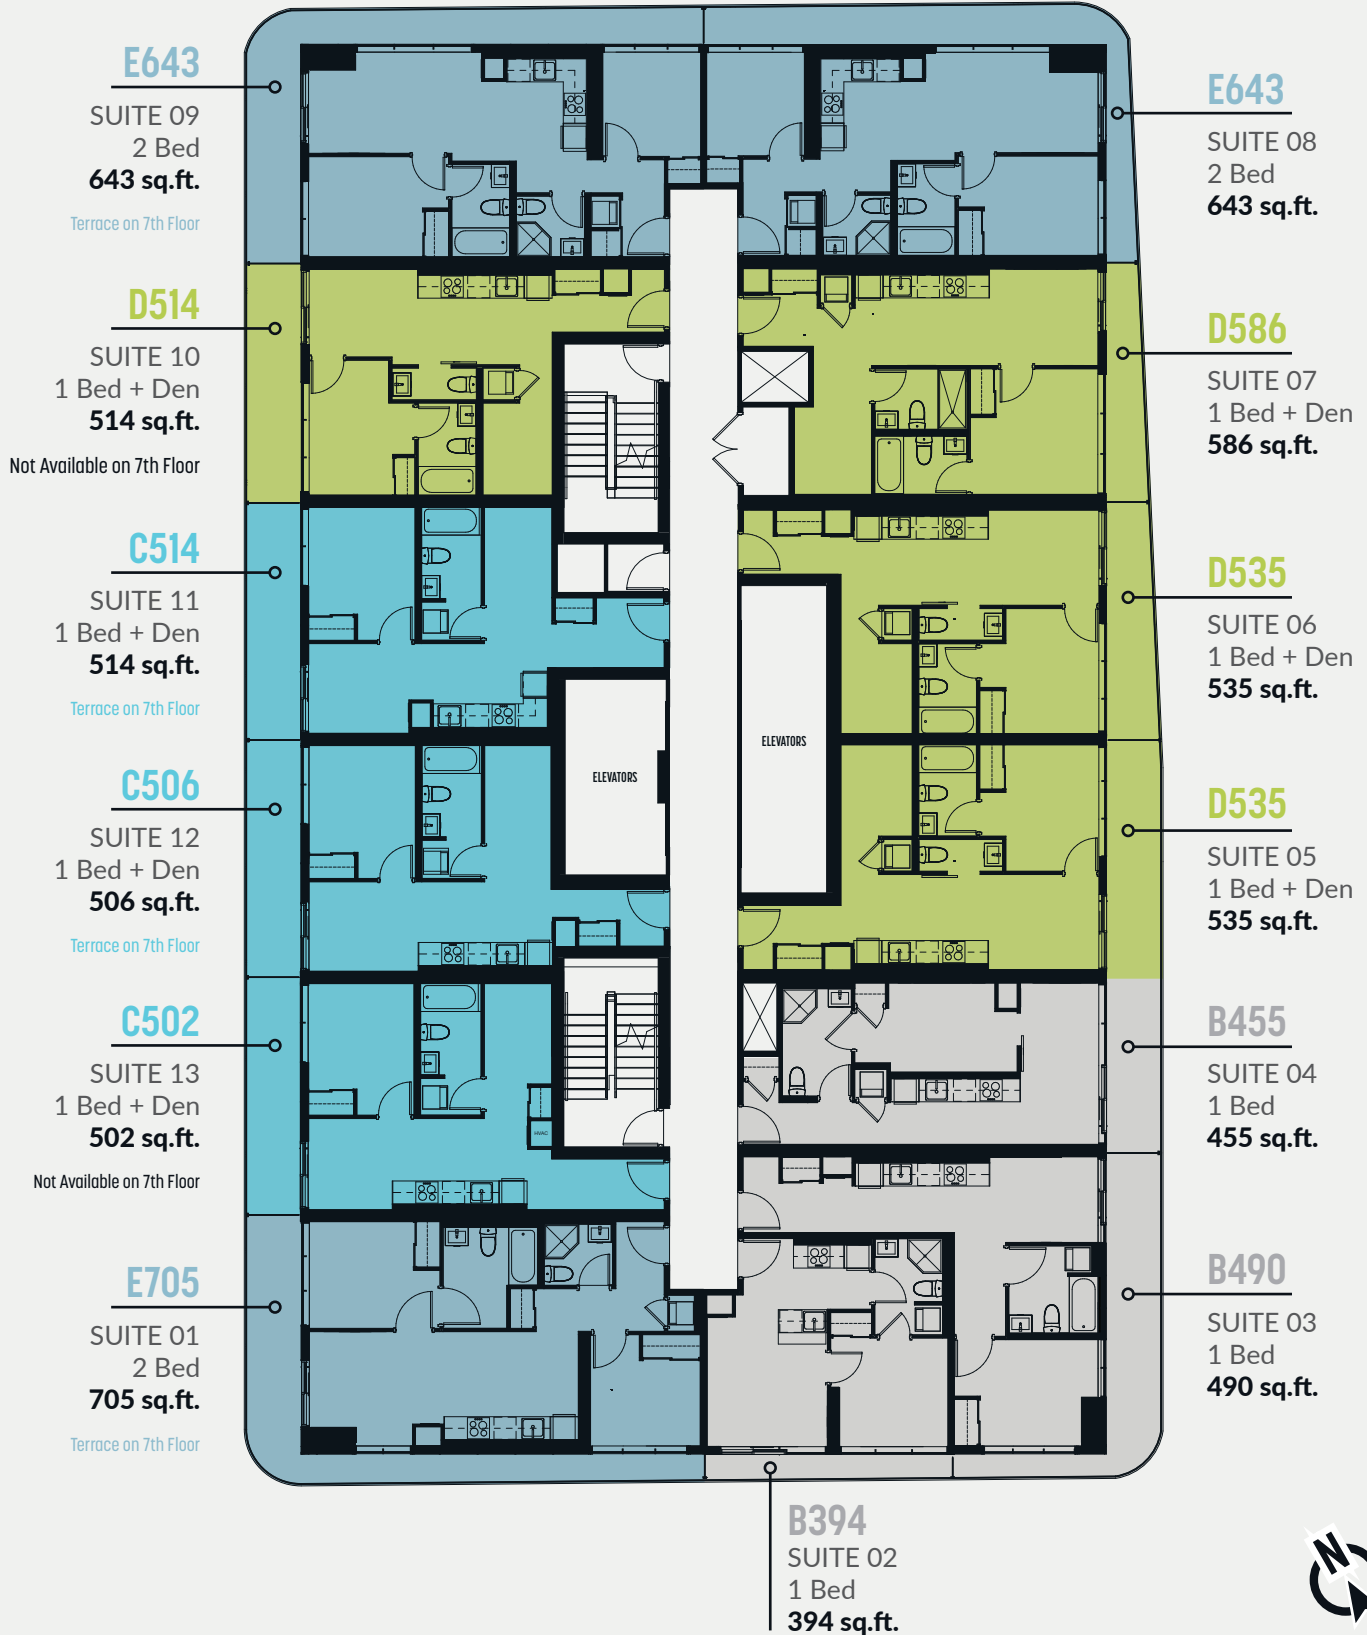 E643
SUITE 09
2 Bed
643 sq.ft.
Terrace on 7th Floor
D514
SUITE 10
1 Bed + Den
514 sq.ft.
Not Available on 7th Floor
C514
SUITE 11
1 Bed + Den
514 sq.ft.
Terrace on 7th Floor
C506
SUITE 12
1 Bed + Den
506 sq.ft.
Terrace on 7th Floor
C502
SUITE 13
1 Bed + Den
502 sq.ft.
Not Available on 7th Floor
E705
SUITE 01
2 Bed
705 sq.ft.
Terrace on 7th Floor
ELEVATORS
ELEVATORS
HVAC
E643
SUITE 08
2 Bed
643 sq.ft.
D586
SUITE 07
1 Bed + Den
586 sq.ft.
D535
SUITE 06
1 Bed + Den
535 sq.ft.
D535
SUITE 05
1 Bed + Den
535 sq.ft.
B455
SUITE 04
1 Bed
455 sq.ft.
B490
SUITE 03
1 Bed
490 sq.ft.
B394
SUITE 02
1 Bed
394 sq.ft.
N